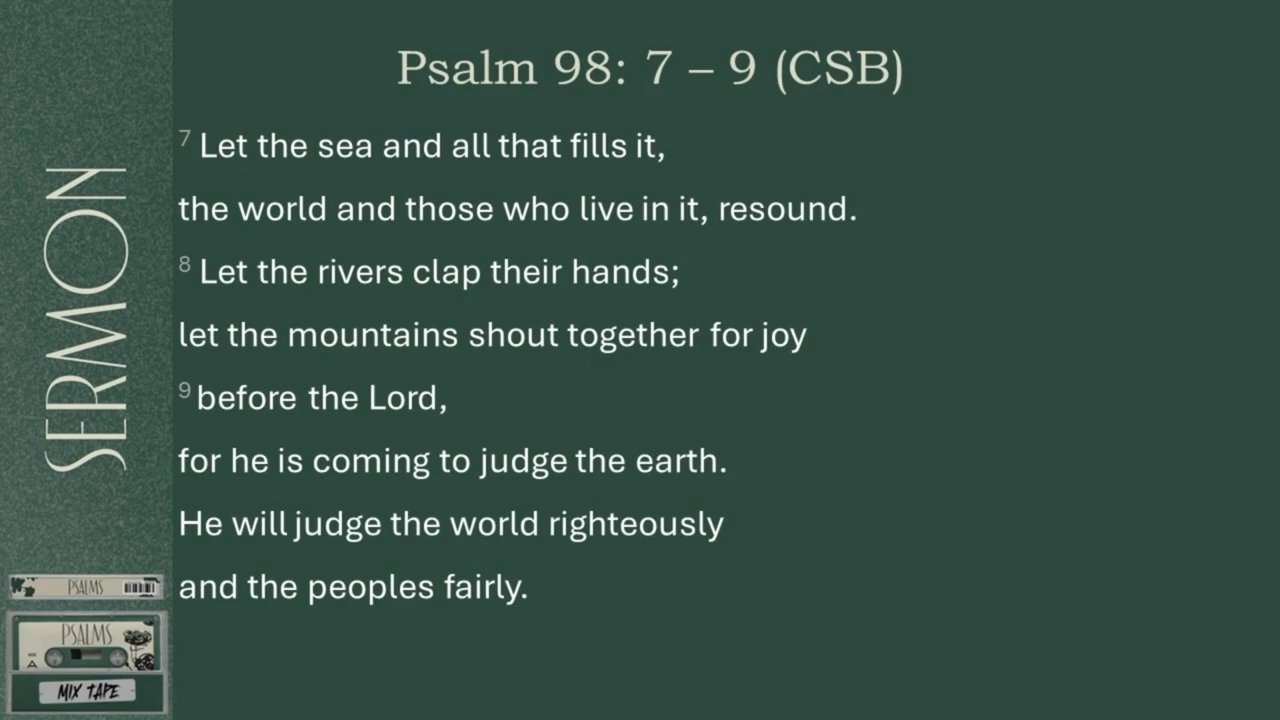 SERMON
Psalm 98: 7 – 9 (CSB)
⁷ Let the sea and all that fills it,
the world and those who live in it, resound.
⁸ Let the rivers clap their hands;
let the mountains shout together for joy
⁹ before the Lord,
for he is coming to judge the earth.
He will judge the world righteously
and the peoples fairly.
PSALMS
PSALMS
A
MIX TAPE